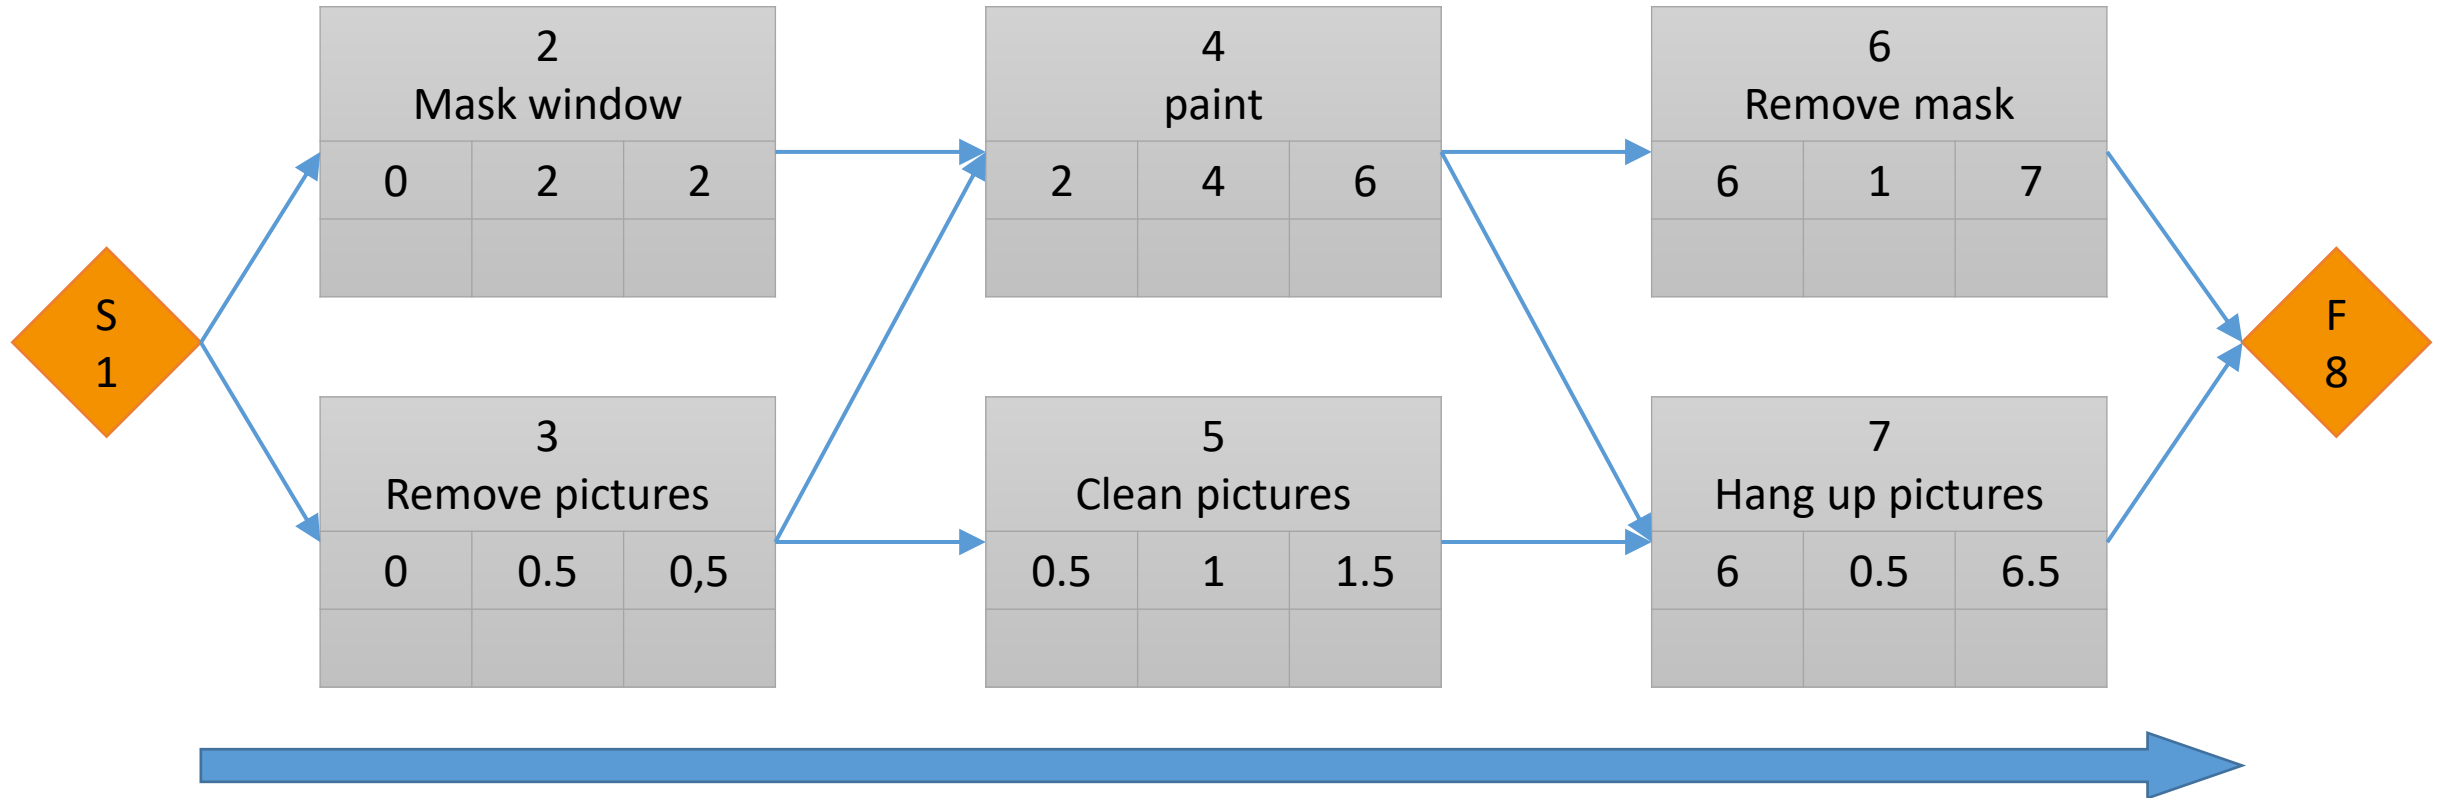 S
1
2
Mask window
0 2 2
3
Remove pictures
0 0.5 0,5
4
paint
2 4 6
5
Clean pictures
0.5 1 1.5
6
Remove mask
6 1 7
7
Hang up pictures
6 0.5 6.5
F
8